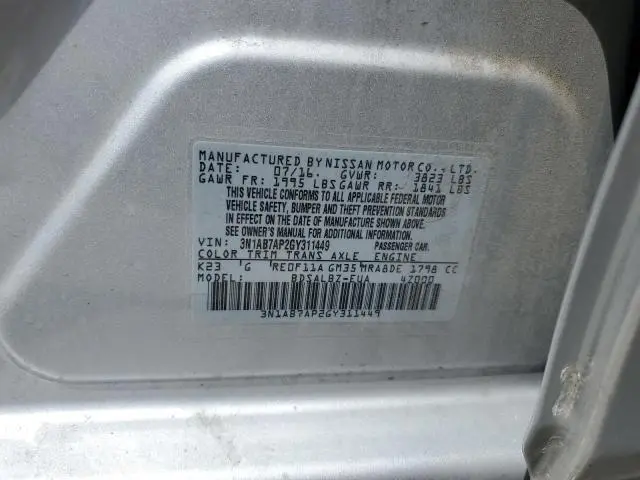 MANUFACTURED BY NISSAN MOTOR CO., LTD.
DATE: 07/16 GVWR: 3823 LBS
GAWR FR: 1995 LBS GAWR RR: 1841 LBS
THIS VEHICLE CONFORMS TO ALL APPLICABLE FEDERAL MOTOR
VEHICLE SAFETY, BUMPER AND THEFT PREVENTION STANDARDS
IN EFFECT ON THE DATE OF MANUFACTURE SHOWN ABOVE.
SEE OWNER'S MANUAL FOR ADDITIONAL INFORMATION.
VIN: 3N1AB7AP2GY311449 PASSENGER CAR.
COLOR TRIM TRANS AXLE ENGINE
K23 G RE0F11A GM35 MRA8DE 1798 CC
MODEL: BDSALBZ-EUA 4Z000
3N1AB7AP2GY311449